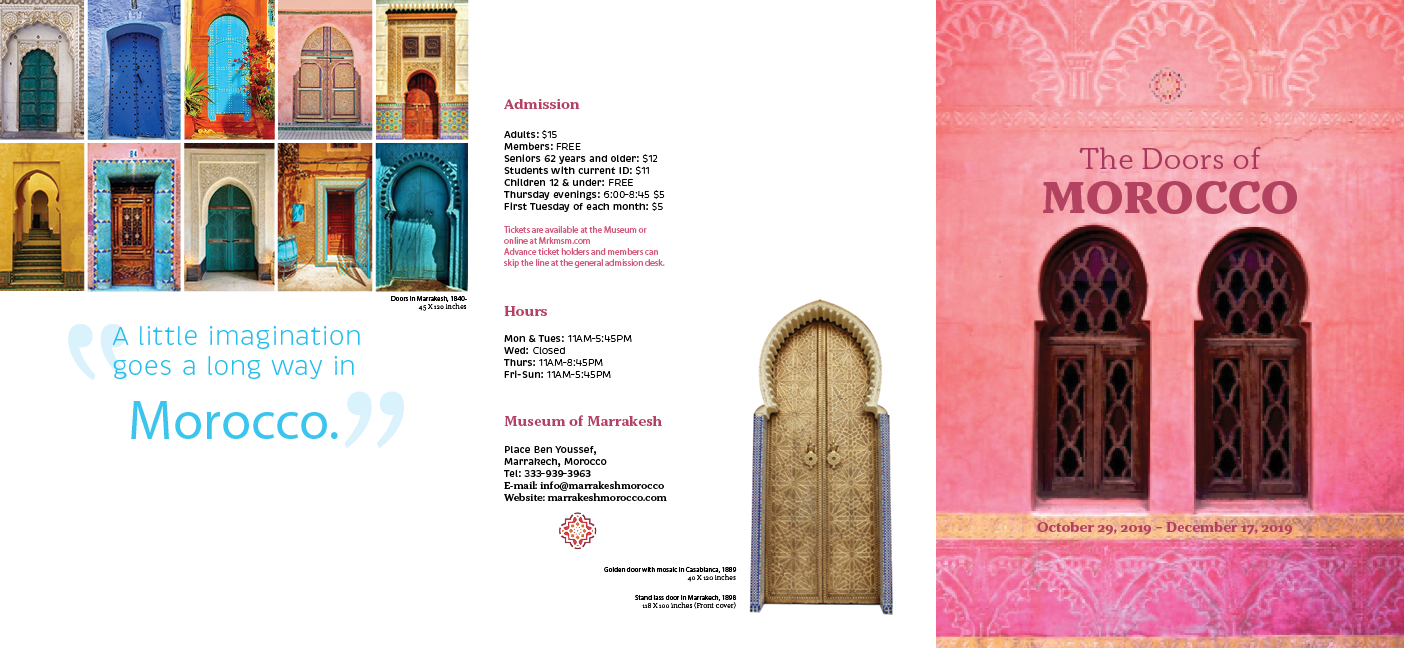 84
Doors in Marrakesh, 1840-
45 X 120 inches
“A little imagination
goes a long way in
Morocco.”
Admission
Adults: $15
Members: FREE
Seniors 62 years and older: $12
Students with current ID: $11
Children 12 & under: FREE
Thursday evenings: 6:00-8:45 $5
First Tuesday of each month: $5
Tickets are available at the Museum or
online at Mrkmsm.com
Advance ticket holders and members can
skip the line at the general admission desk.
Hours
Mon & Tues: 11AM-5:45PM
Wed: Closed
Thurs: 11AM-8:45PM
Fri-Sun: 11AM-5:45PM
Museum of Marrakesh
Place Ben Youssef,
Marrakech, Morocco
Tel: 333-939-3963
E-mail: info@marrakeshmorocco
Website: marrakeshmorocco.com
Golden door with mosaic in Casablanca, 1889
40 X 120 inches
Stand lass door in Marrakech, 1898
118 X 100 inches (Front cover)
The Doors of
MOROCCO
October 29, 2019 – December 17, 2019